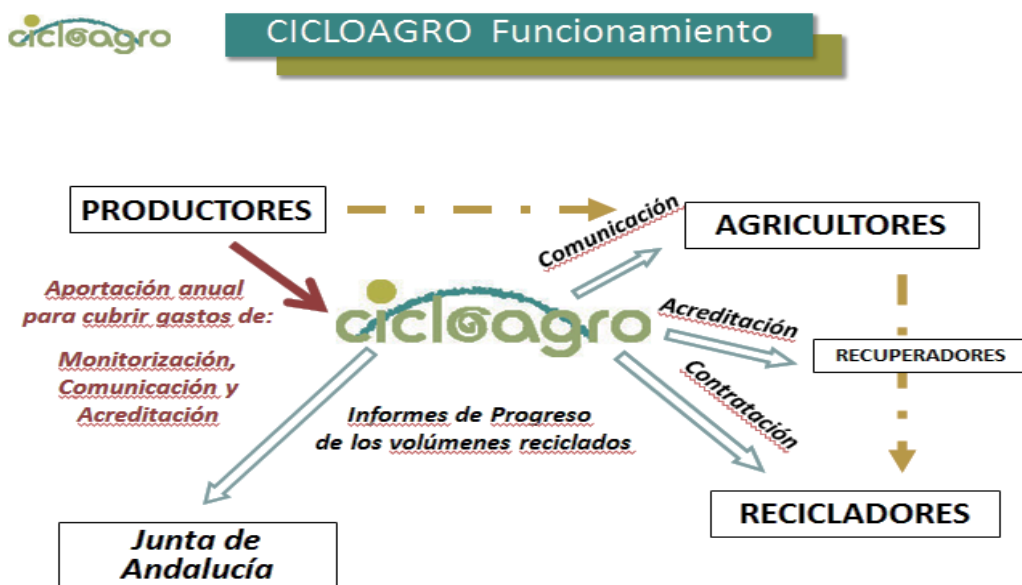 cicloagro
CICLOAGRO Funcionamiento
PRODUCTORES
Comunicación
AGRICULTORES
Aportación anual
para cubrir gastos de:
Monitorización,
Comunicación y
Acreditación
cicloagro
Acreditación
RECUPERADORES
Contratación
Informes de Progreso
de los volúmenes reciclados
RECICLADORES
Junta de
Andalucía